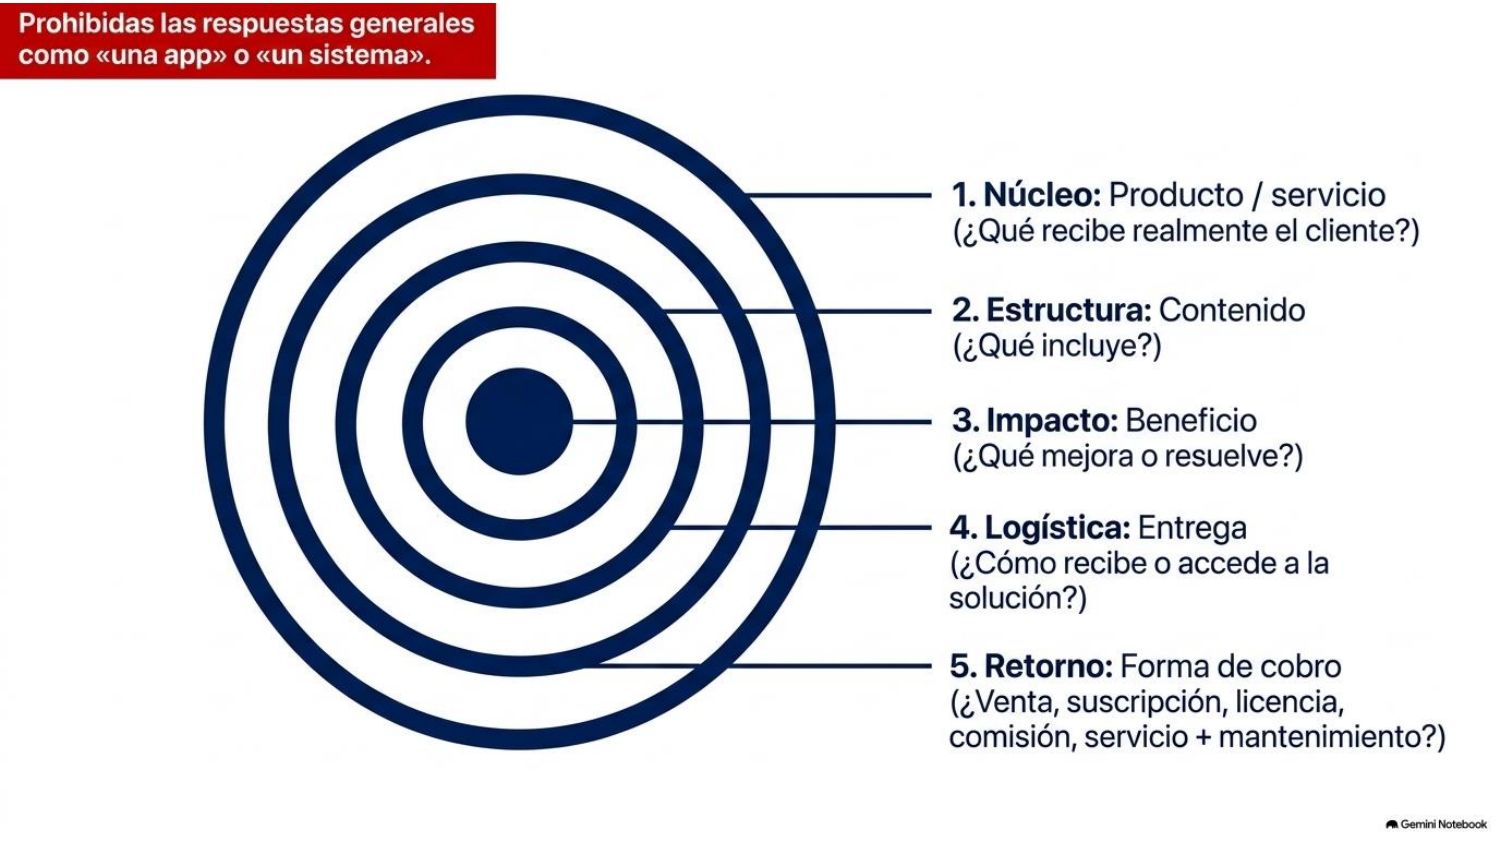 Prohibidas las respuestas generales
como «una app» o «un sistema».
1. Núcleo: Producto / servicio
(¿Qué recibe realmente el cliente?)
2. Estructura: Contenido
(¿Qué incluye?)
3. Impacto: Beneficio
(¿Qué mejora o resuelve?)
4. Logística: Entrega
(¿Cómo recibe o accede a la
solución?)
5. Retorno: Forma de cobro
(¿Venta, suscripción, licencia,
comisión, servicio + mantenimiento?)
Gemini Notebook